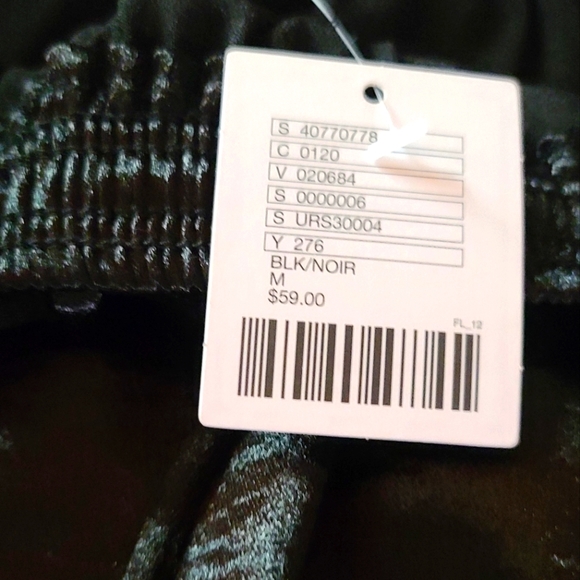 S 40770778
C 0120
V 020684
S 0000006
S URS30004
Y 276
BLK/NOIR
M
$59.00
FL_12